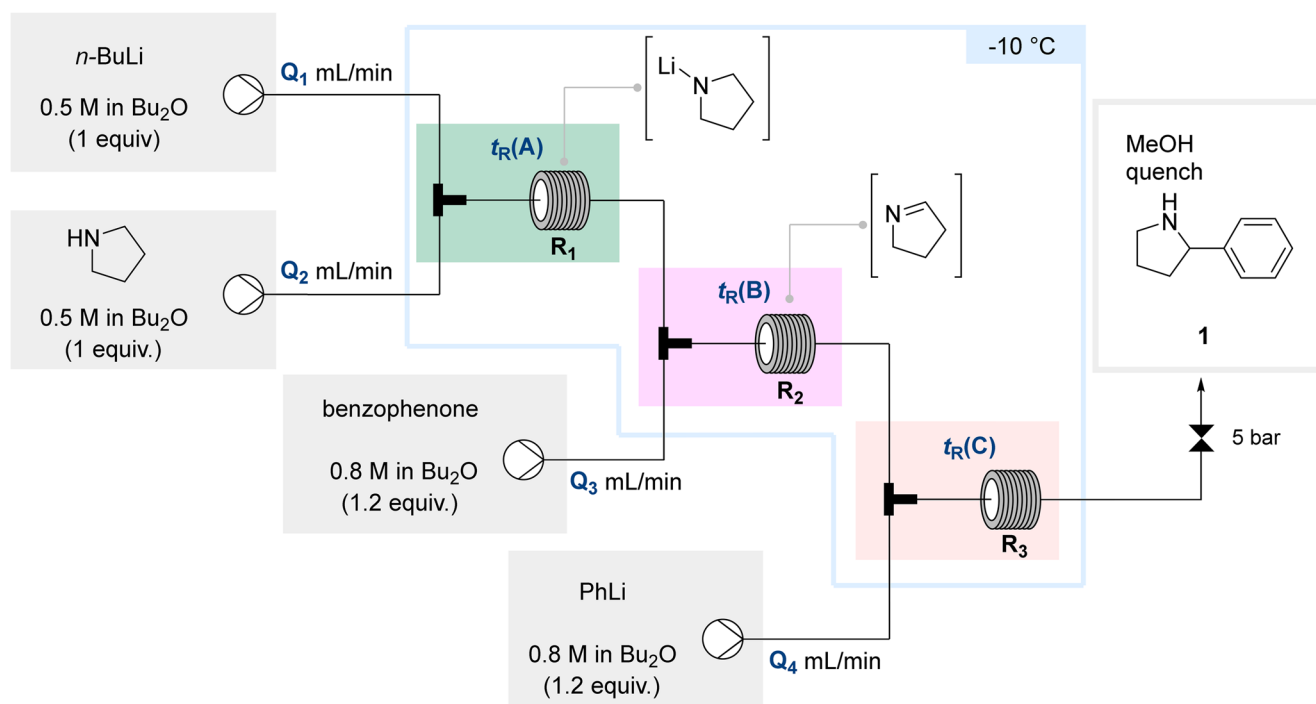 n-BuLi
0.5 M in Bu₂O
(1 equiv)
Q₁ mL/min
-10 °C
Li
N
tR(A)
R₁
HN
0.5 M in Bu₂O
(1 equiv.)
Q₂ mL/min
N
tR(B)
R₂
MeOH
quench
H
N
1
benzophenone
0.8 M in Bu₂O
(1.2 equiv.)
Q₃ mL/min
tR(C)
R₃
5 bar
PhLi
0.8 M in Bu₂O
(1.2 equiv.)
Q₄ mL/min